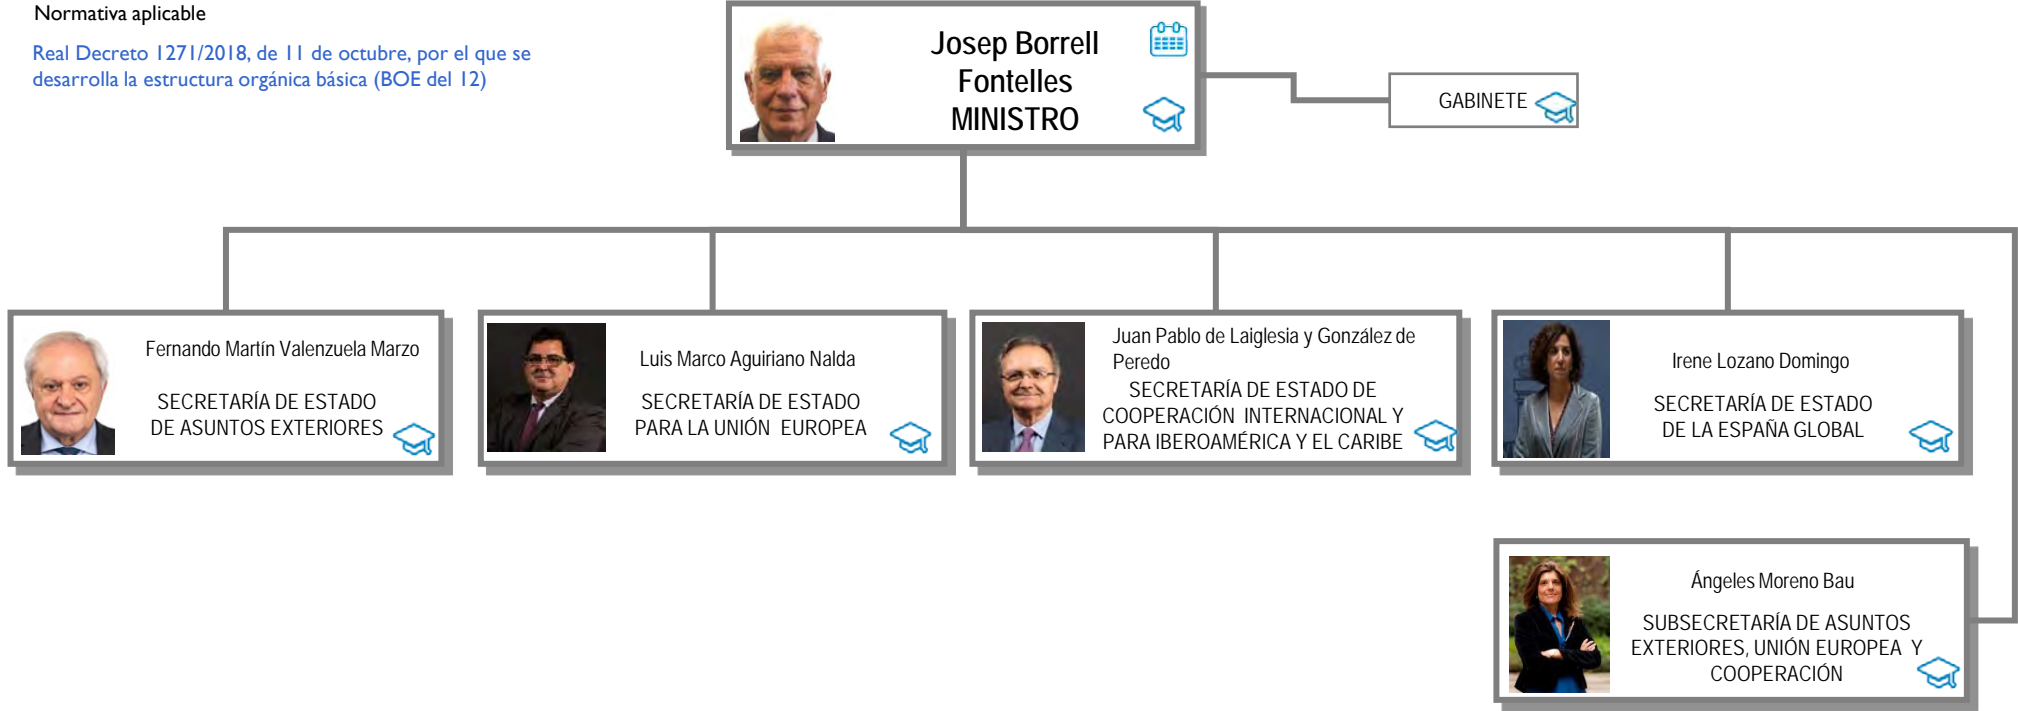 Normativa aplicable
Real Decreto 1271/2018, de 11 de octubre, por el que se
desarrolla la estructura orgánica básica (BOE del 12)
Josep Borrell
Fontelles
MINISTRO
GABINETE
Fernando Martín Valenzuela Marzo
SECRETARÍA DE ESTADO
DE ASUNTOS EXTERIORES
Luis Marco Aguiriano Nalda
SECRETARÍA DE ESTADO
PARA LA UNIÓN EUROPEA
Juan Pablo de Laiglesia y González de
Peredo
SECRETARÍA DE ESTADO DE
COOPERACIÓN INTERNACIONAL Y
PARA IBEROAMÉRICA Y EL CARIBE
Irene Lozano Domingo
SECRETARÍA DE ESTADO
DE LA ESPAÑA GLOBAL
Ángeles Moreno Bau
SUBSECRETARÍA DE ASUNTOS
EXTERIORES, UNIÓN EUROPEA Y
COOPERACIÓN